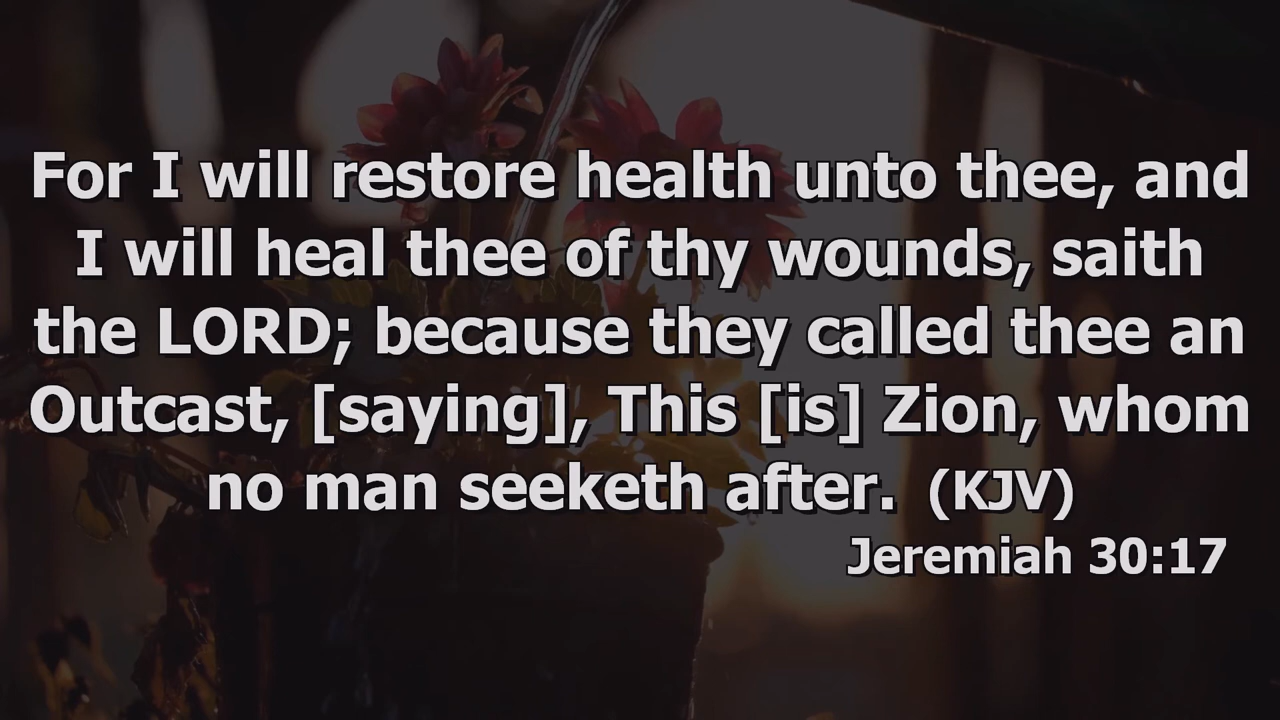 For I will restore health unto thee, and
I will heal thee of thy wounds, saith
the LORD; because they called thee an
Outcast, [saying], This [is] Zion, whom
no man seeketh after. (KJV)
Jeremiah 30:17